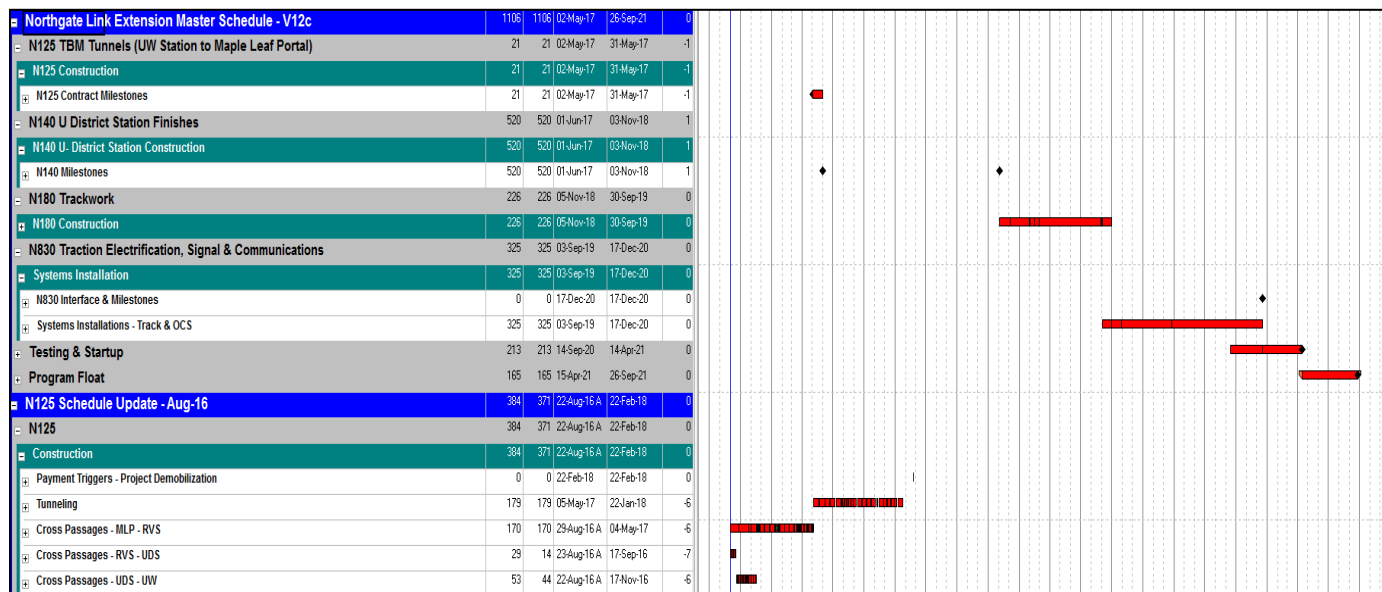 Northgate Link Extension Master Schedule - V12c 1106 1106 02-May-17 26-Sep-21 0
N125 TBM Tunnels (UW Station to Maple Leaf Portal) 21 21 02-May-17 31-May-17 -1
N125 Construction 21 21 02-May-17 31-May-17 -1
N125 Contract Milestones 21 21 02-May-17 31-May-17 -1
N140 U District Station Finishes 520 520 01-Jun-17 03-Nov-18 1
N140 U- District Station Construction 520 520 01-Jun-17 03-Nov-18 1
N140 Milestones 520 520 01-Jun-17 03-Nov-18 1
N180 Trackwork 226 226 05-Nov-18 30-Sep-19 0
N180 Construction 226 226 05-Nov-18 30-Sep-19 0
N830 Traction Electrification, Signal & Communications 325 325 03-Sep-19 17-Dec-20 0
Systems Installation 325 325 03-Sep-19 17-Dec-20 0
N830 Interface & Milestones 0 0 17-Dec-20 17-Dec-20 0
Systems Installations - Track & OCS 325 325 03-Sep-19 17-Dec-20 0
Testing & Startup 213 213 14-Sep-20 14-Apr-21 0
Program Float 165 165 15-Apr-21 26-Sep-21 0
N125 Schedule Update - Aug-16 384 371 22-Aug-16 A 22-Feb-18 0
N125 384 371 22-Aug-16 A 22-Feb-18 0
Construction 384 371 22-Aug-16 A 22-Feb-18 0
Payment Triggers - Project Demobilization 0 0 22-Feb-18 22-Feb-18 0
Tunneling 179 179 05-May-17 22-Jan-18 -6
Cross Passages - MLP - RVS 170 170 29-Aug-16 A 04-May-17 -6
Cross Passages - RVS - UDS 29 14 23-Aug-16 A 17-Sep-16 -7
Cross Passages - UDS - UW 53 44 22-Aug-16 A 17-Nov-16 -6